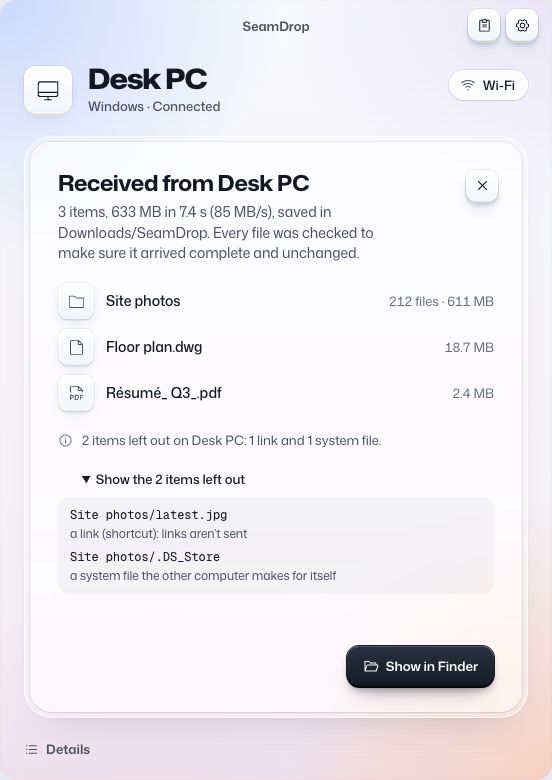 SeamDrop
Desk PC
Windows · Connected
Wi-Fi
Received from Desk PC
3 items, 633 MB in 7.4 s (85 MB/s), saved in
Downloads/SeamDrop. Every file was checked to
make sure it arrived complete and unchanged.
Site photos
212 files · 611 MB
Floor plan.dwg
18.7 MB
PDF
Résumé_ Q3_.pdf
2.4 MB
2 items left out on Desk PC: 1 link and 1 system file.
▼ Show the 2 items left out
Site photos/latest.jpg
a link (shortcut): links aren't sent
Site photos/.DS_Store
a system file the other computer makes for itself
Show in Finder
Details